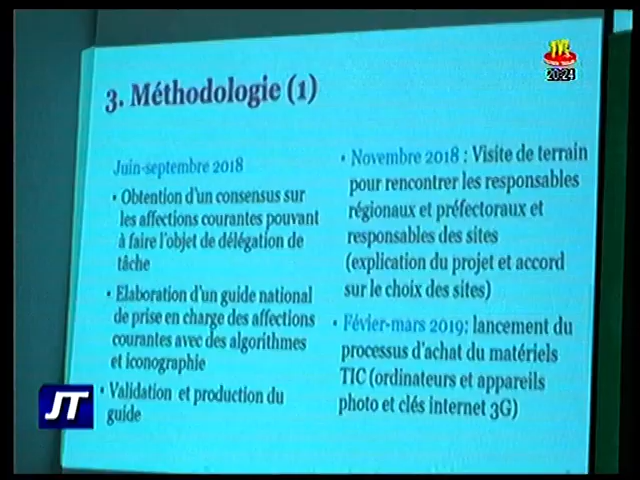 TVT
20:24
3. Méthodologie (1)
Juin-septembre 2018
• Obtention d'un consensus sur
les affections courantes pouvant
à faire l'objet de délégation de
tâche
• Elaboration d'un guide national
de prise en charge des affections
courantes avec des algorithmes
et iconographie
• Validation et production du
guide
• Novembre 2018 : Visite de terrain
pour rencontrer les responsables
régionaux et préfectoraux et
responsables des sites
(explication du projet et accord
sur le choix des sites)
• Févier-mars 2019: lancement du
processus d'achat du matériels
TIC (ordinateurs et appareils
photo et clés internet 3G)
JT